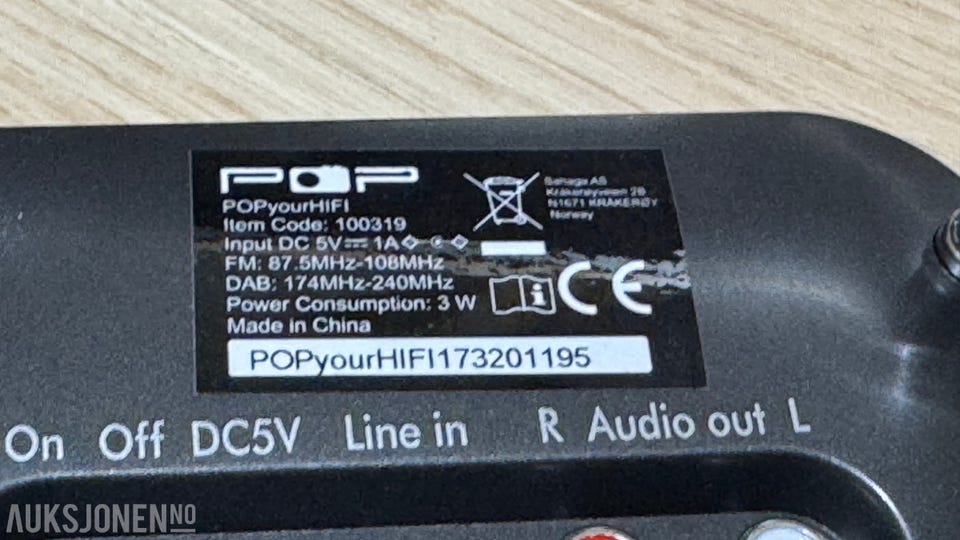 POP
POPyourHIFI
Item Code: 100319
Input DC 5V⎓ 1A
FM: 87.5MHz-108MHz
DAB: 174MHz-240MHz
Power Consumption: 3 W
Made in China
Sahaga AS
Kråkerøyveien 2B
N1671 KRÅKERØY
Norway
CE
POPyourHIFI173201195
On Off DC5V Line in R Audio out L
AUKSJONEN.NO